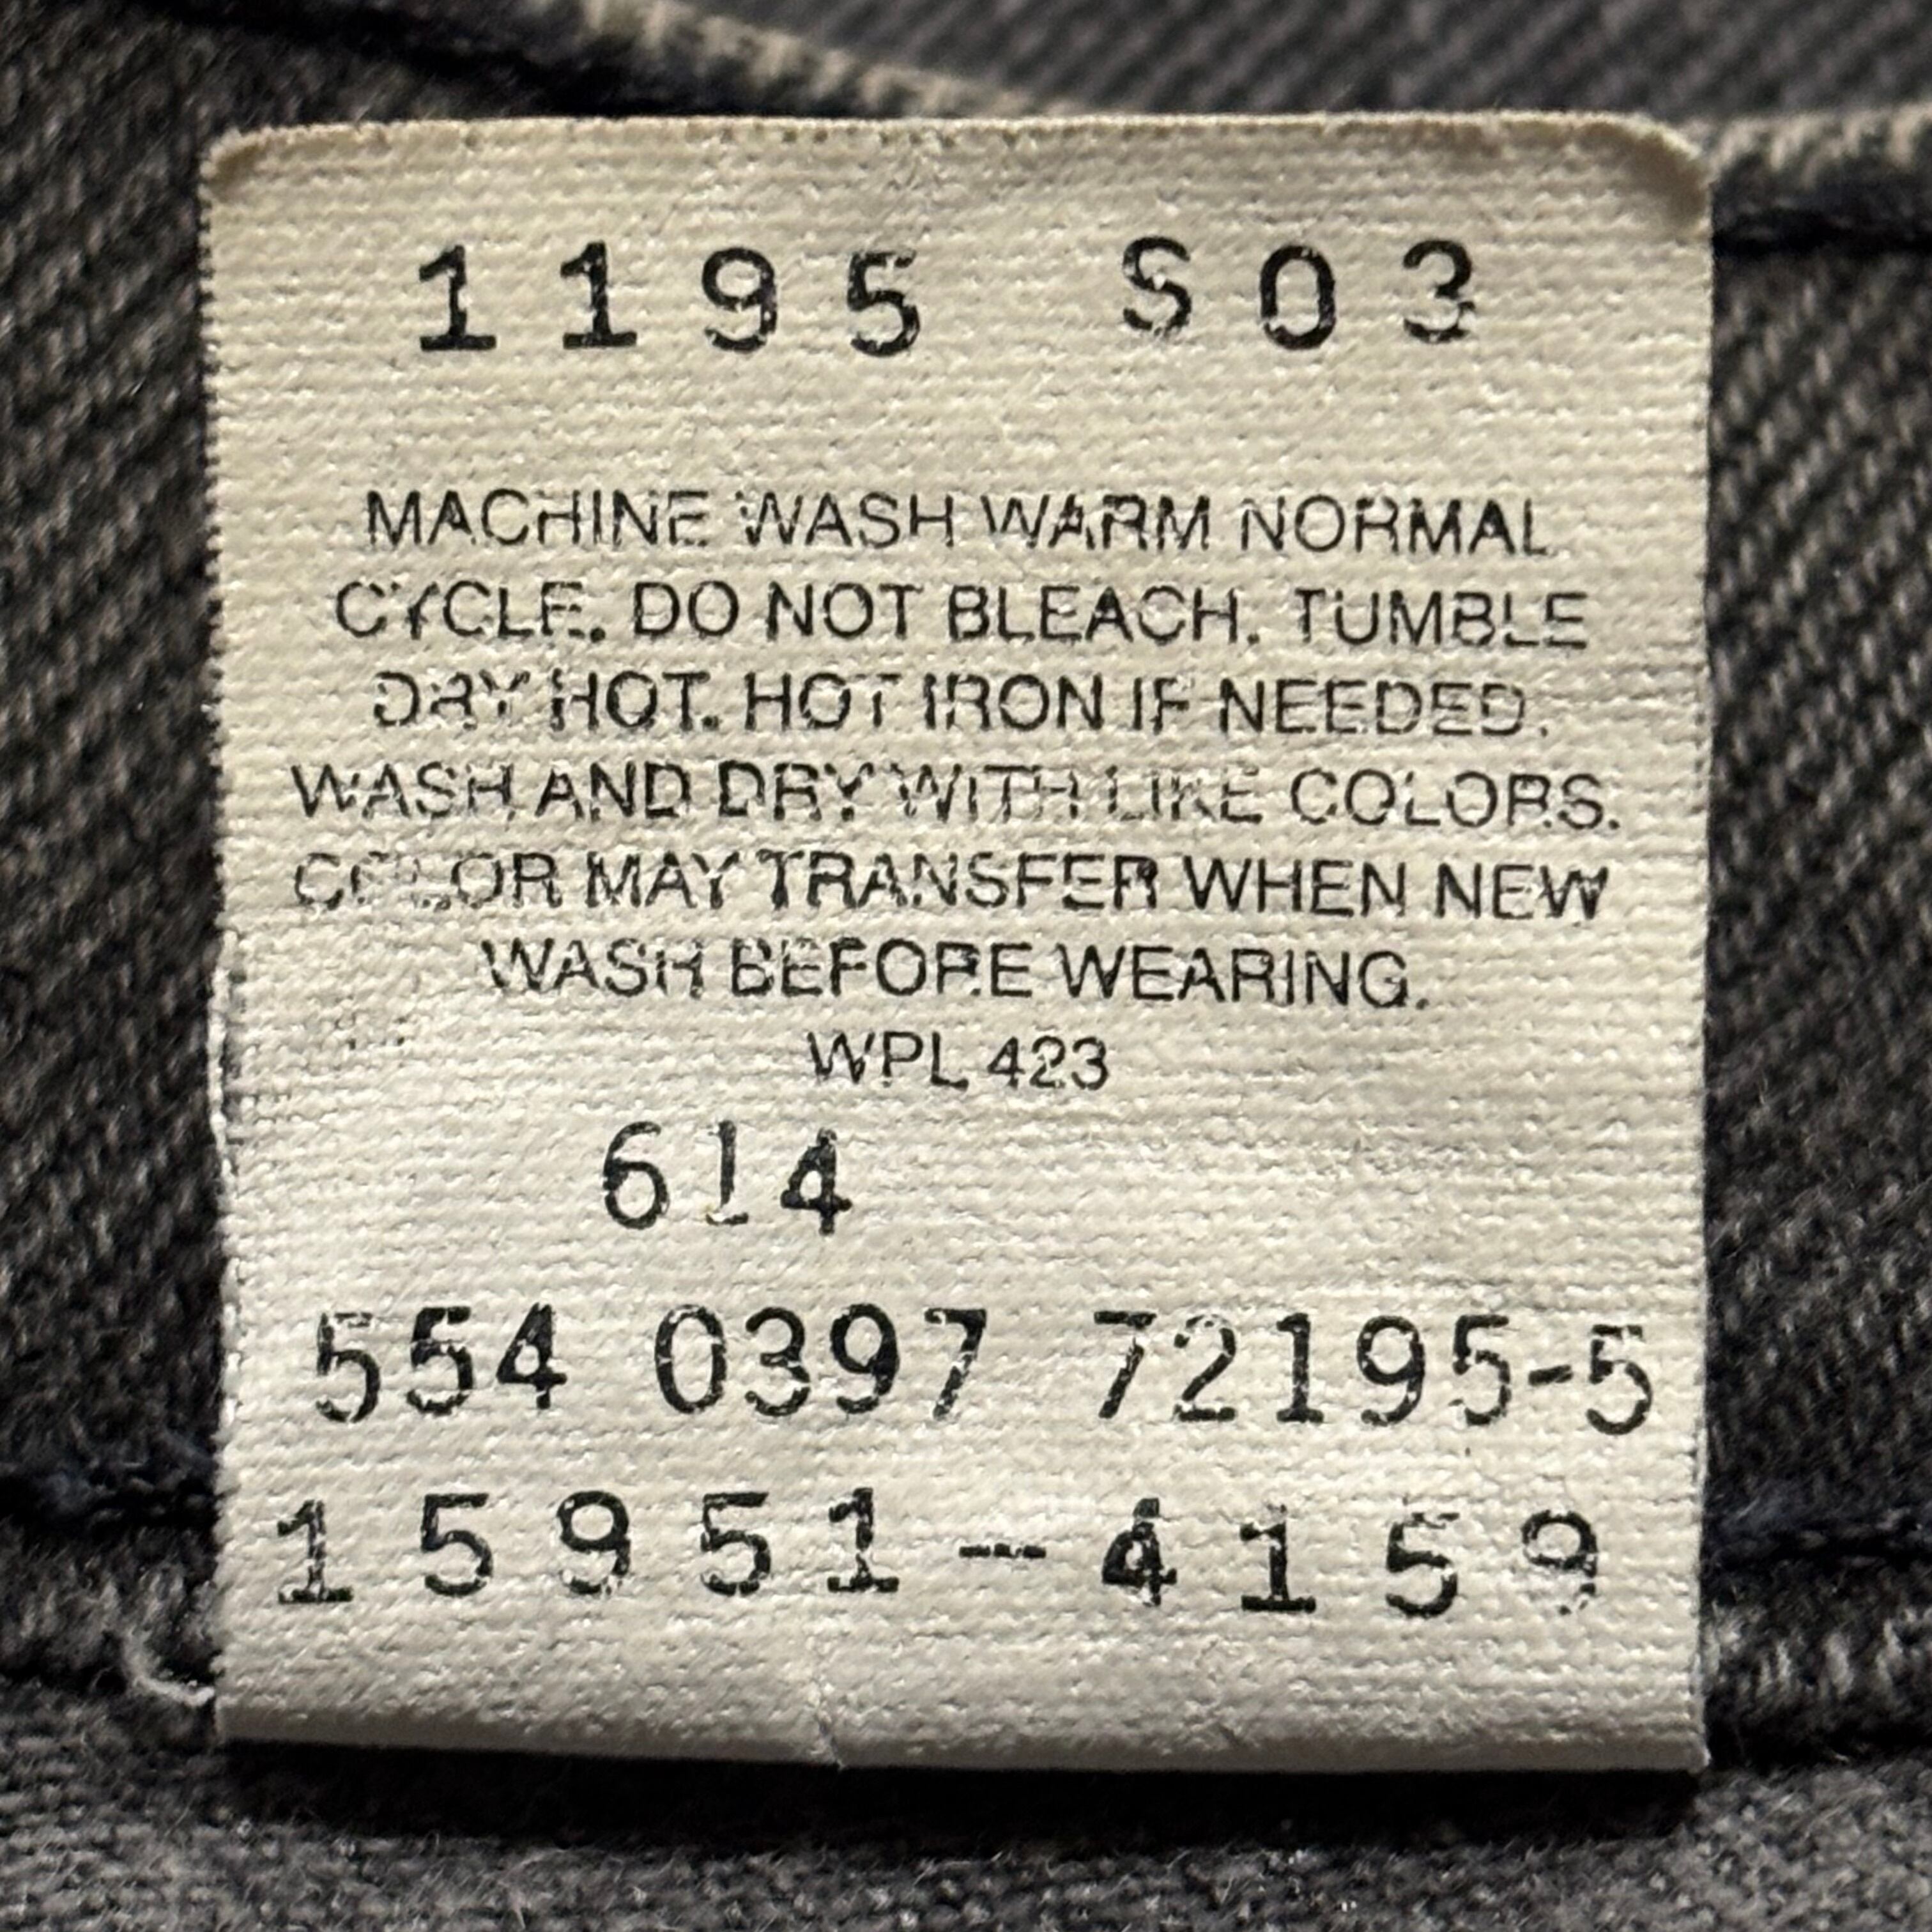 1195 S03
MACHINE WASH WARM NORMAL
CYCLE. DO NOT BLEACH. TUMBLE
DRY HOT. HOT IRON IF NEEDED.
WASH AND DRY WITH LIKE COLORS.
COLOR MAY TRANSFER WHEN NEW
WASH BEFORE WEARING.
WPL 423
614
554 0397 72195-5
15951-4159